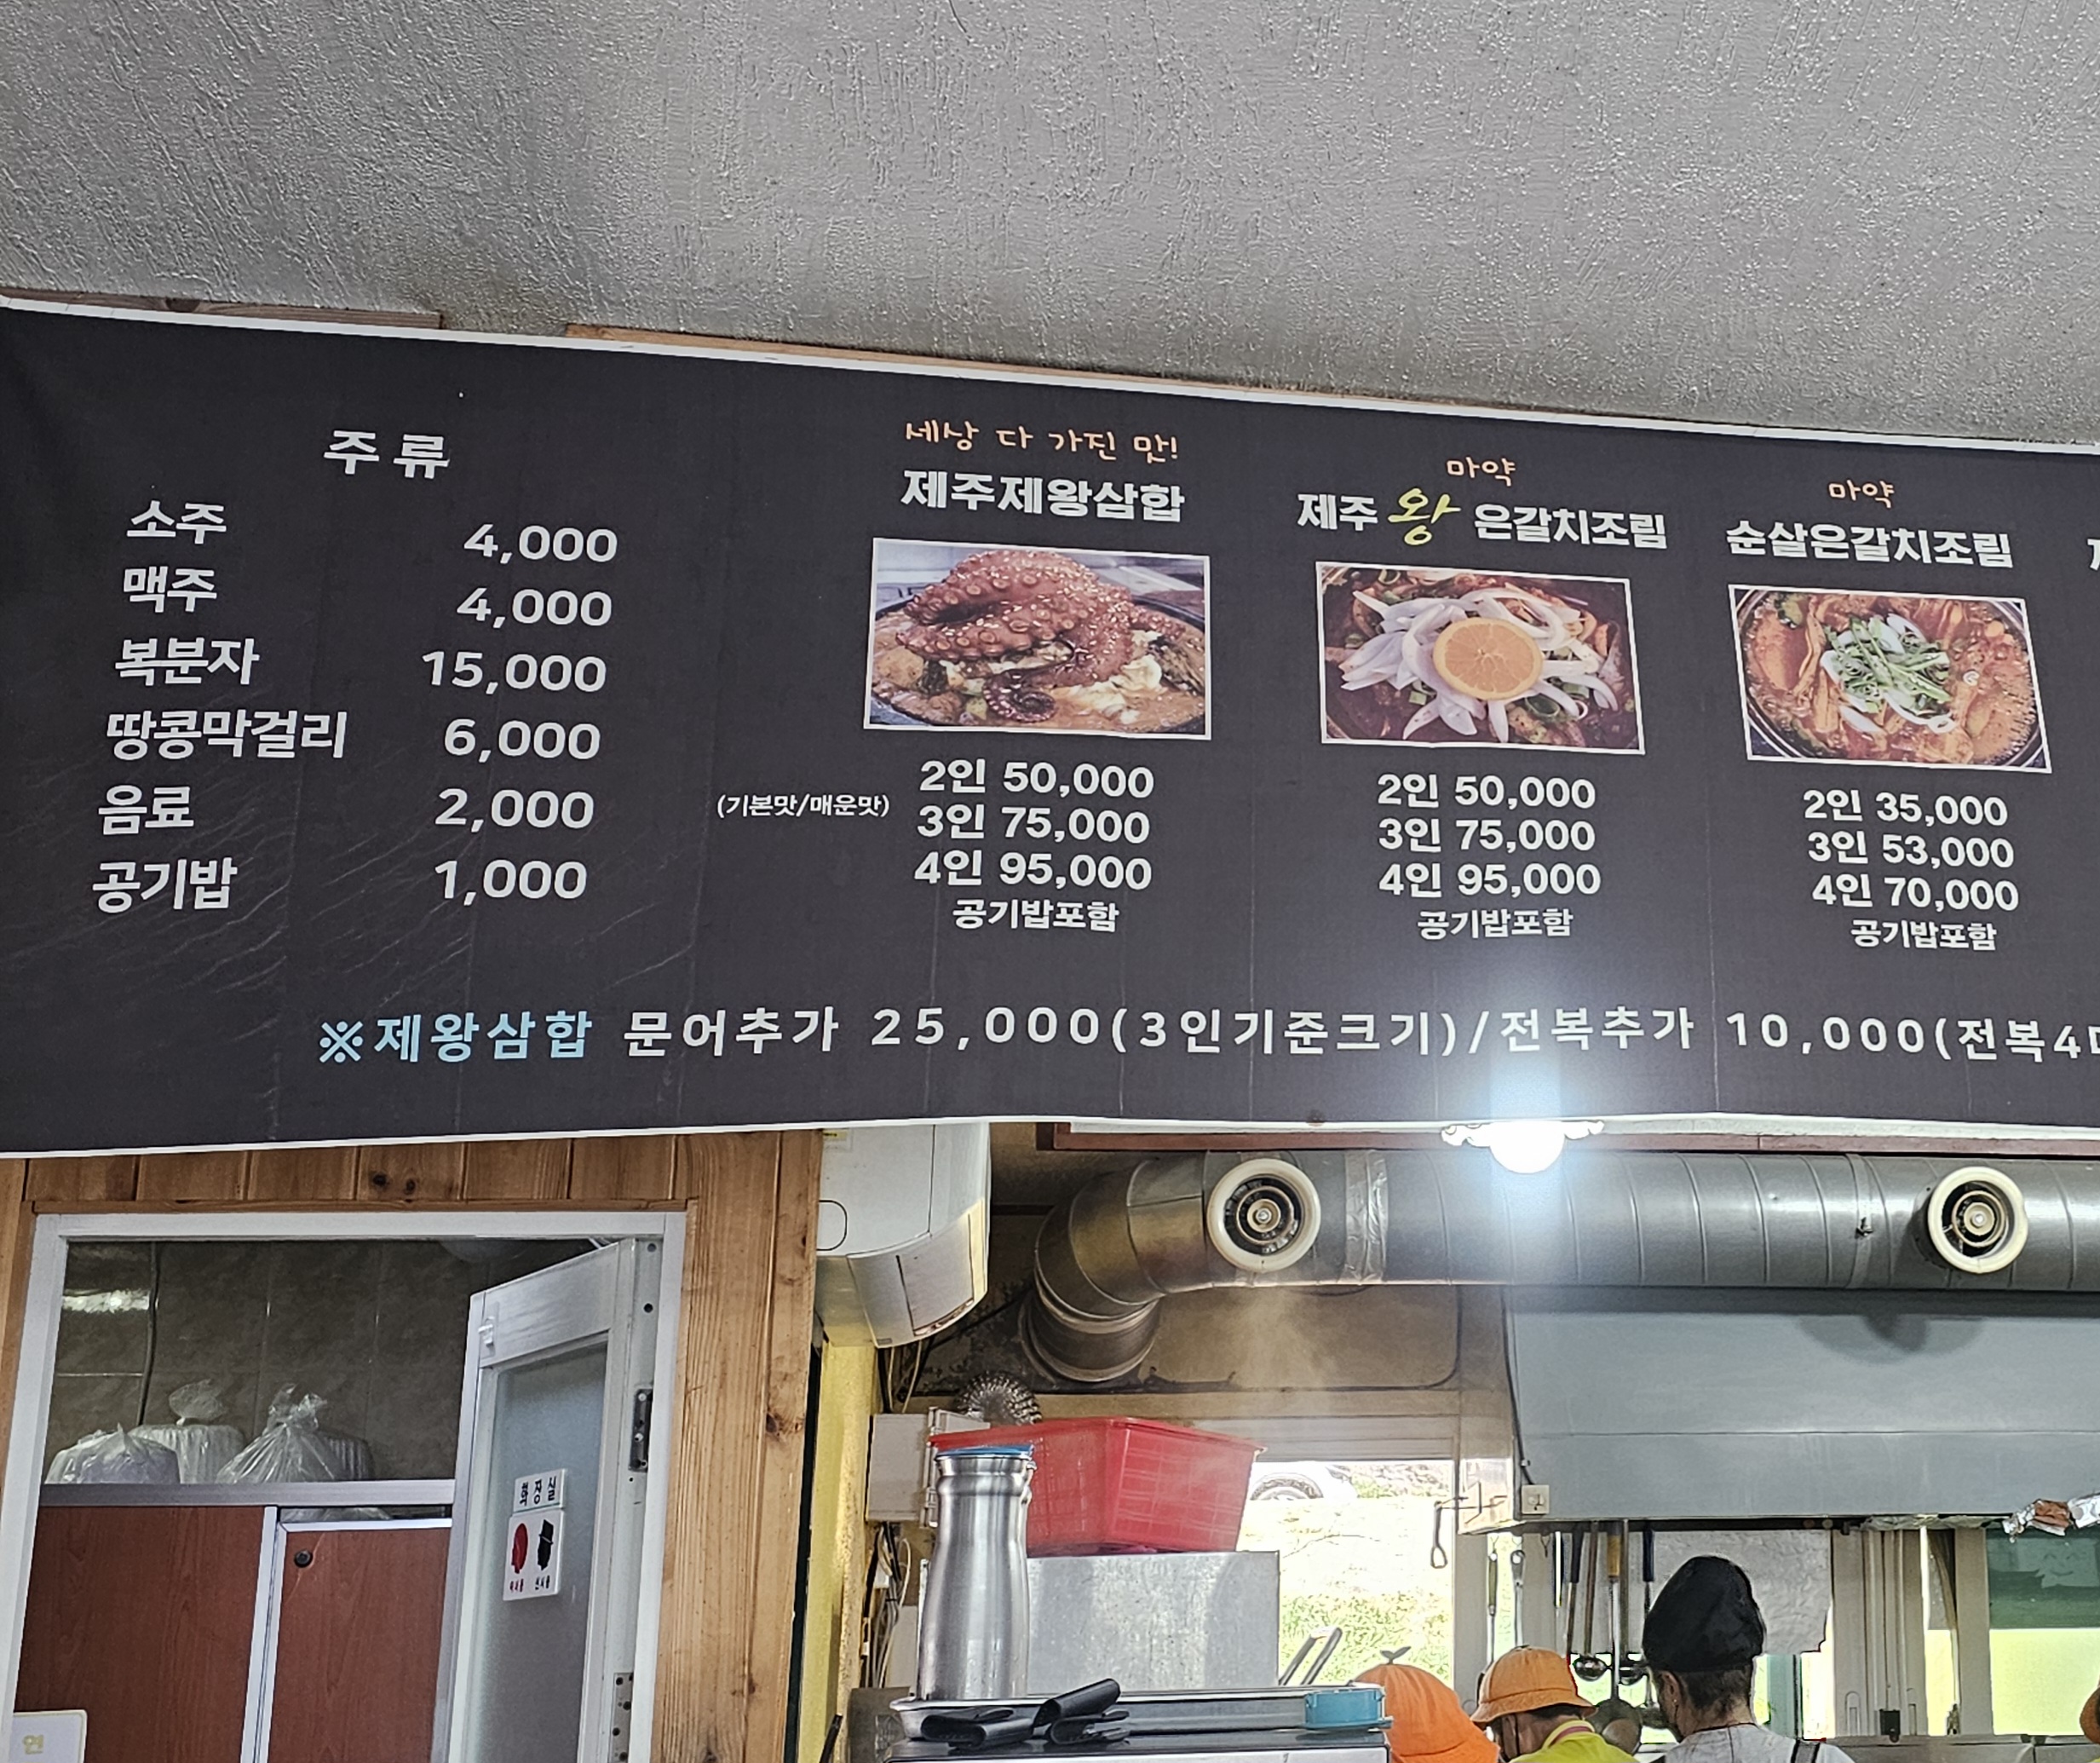 주류
소주 4,000
맥주 4,000
복분자 15,000
땅콩막걸리 6,000
음료 2,000
공기밥 1,000
세상 다 가진 맛!
제주제왕삼합
(기본맛/매운맛)
2인 50,000
3인 75,000
4인 95,000
공기밥포함
마약
제주 왕 은갈치조림
2인 50,000
3인 75,000
4인 95,000
공기밥포함
마약
순살은갈치조림
2인 35,000
3인 53,000
4인 70,000
공기밥포함
※제왕삼합 문어추가 25,000(3인기준크기)/전복추가 10,000(전복4
화장실
연